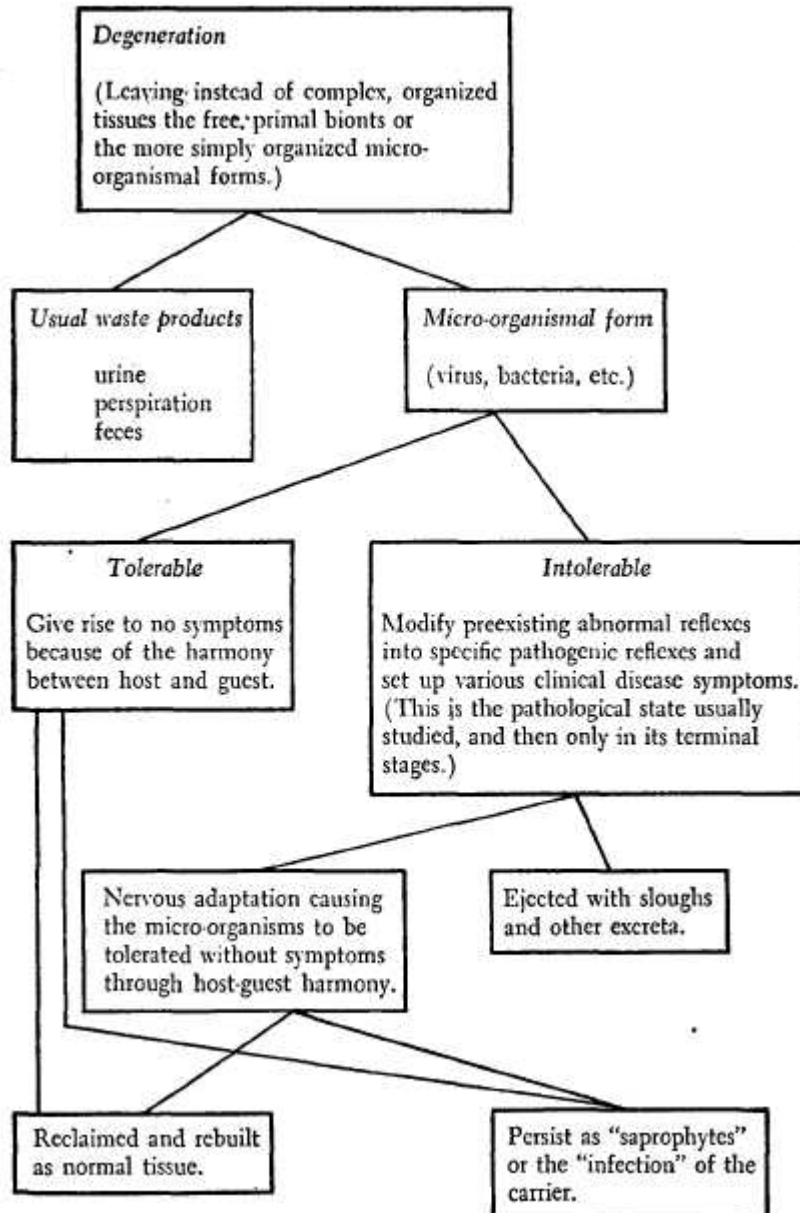 Degeneration
(Leaving instead of complex, organized
tissues the free, primal bionts or
the more simply organized micro-
organismal forms.)
Usual waste products
urine
perspiration
feces
Micro-organismal form
(virus, bacteria, etc.)
Tolerable
Give rise to no symptoms
because of the harmony
between host and guest.
Intolerable
Modify preexisting abnormal reflexes
into specific pathogenic reflexes and
set up various clinical disease symptoms.
(This is the pathological state usually
studied, and then only in its terminal
stages.)
Nervous adaptation causing
the micro-organisms to be
tolerated without symptoms
through host-guest harmony.
Ejected with sloughs
and other excreta.
Reclaimed and rebuilt
as normal tissue.
Persist as “saprophytes”
or the “infection” of the
carrier.